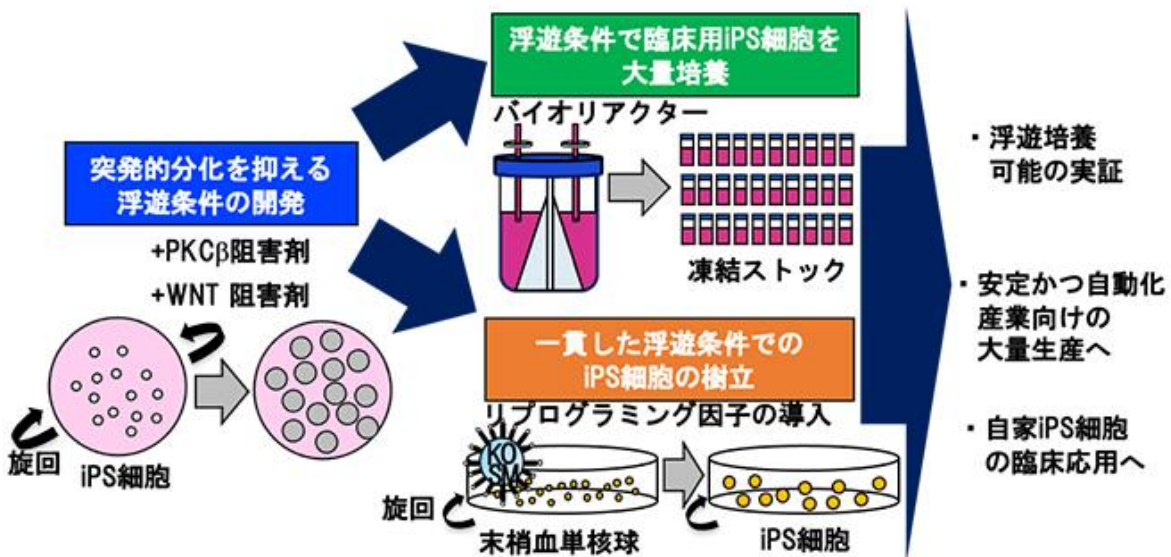 突発的分化を抑える
浮遊条件の開発
+PKCβ阻害剤
+WNT 阻害剤
旋回
iPS細胞
浮遊条件で臨床用iPS細胞を
大量培養
バイオリアクター
凍結ストック
一貫した浮遊条件での
iPS細胞の樹立
リプログラミング因子の導入
KO
SM
旋回
末梢血単核球
iPS細胞
・浮遊培養
可能の実証
・安定かつ自動化
産業向けの
大量生産へ
・自家iPS細胞
の臨床応用へ